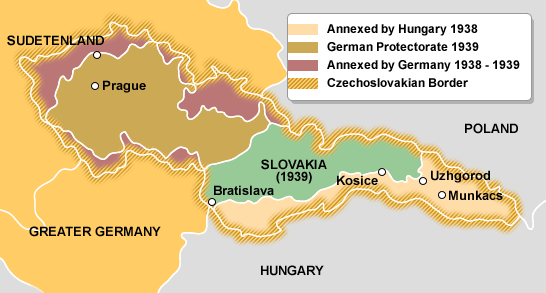 SUDETENLAND
Annexed by Hungary 1938
German Protectorate 1939
Annexed by Germany 1938 - 1939
Czechoslovakian Border
Prague
POLAND
SLOVAKIA
(1939)
Kosice
Uzhgorod
Bratislava
Munkacs
GREATER GERMANY
HUNGARY